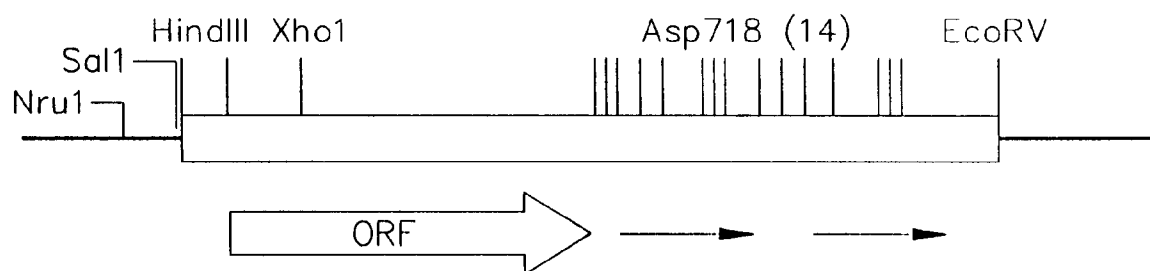 HindIII Xho1 Asp718 (14) EcoRV
Sal1
Nru1
ORF